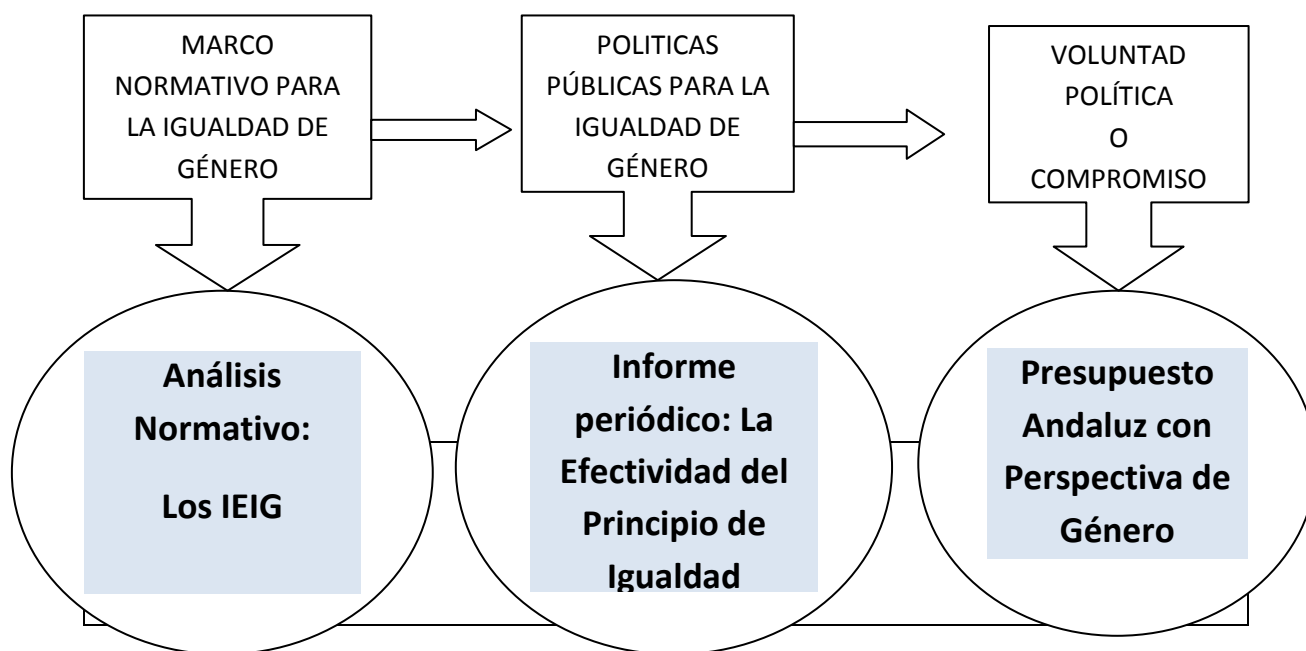 MARCO
NORMATIVO PARA
LA IGUALDAD DE
GÉNERO
POLITICAS
PÚBLICAS PARA LA
IGUALDAD DE
GÉNERO
VOLUNTAD
POLÍTICA
O
COMPROMISO
Análisis
Normativo:
Los IEIG
Informe
periódico: La
Efectividad del
Principio de
Igualdad
Presupuesto
Andaluz con
Perspectiva de
Género